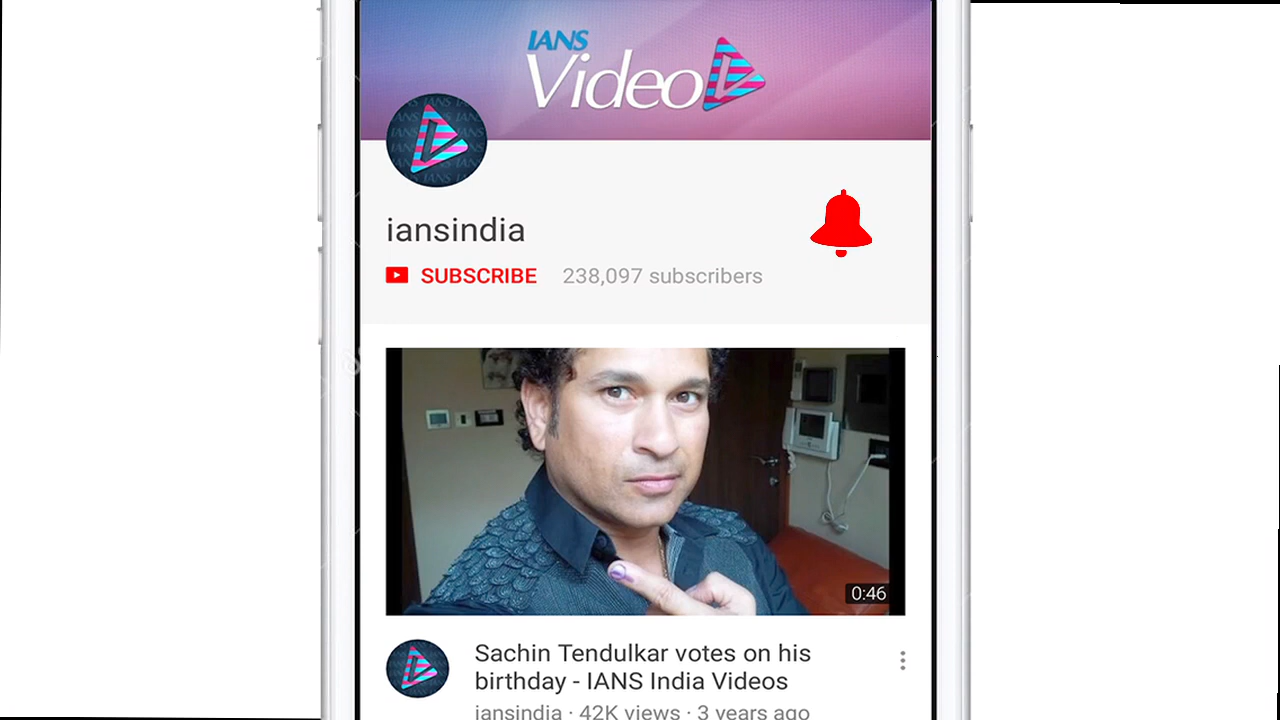 IANS
Video
iansindia
SUBSCRIBE 238,097 subscribers
0:46
Sachin Tendulkar votes on his
birthday - IANS India Videos
iansindia · 42K views · 3 years ago